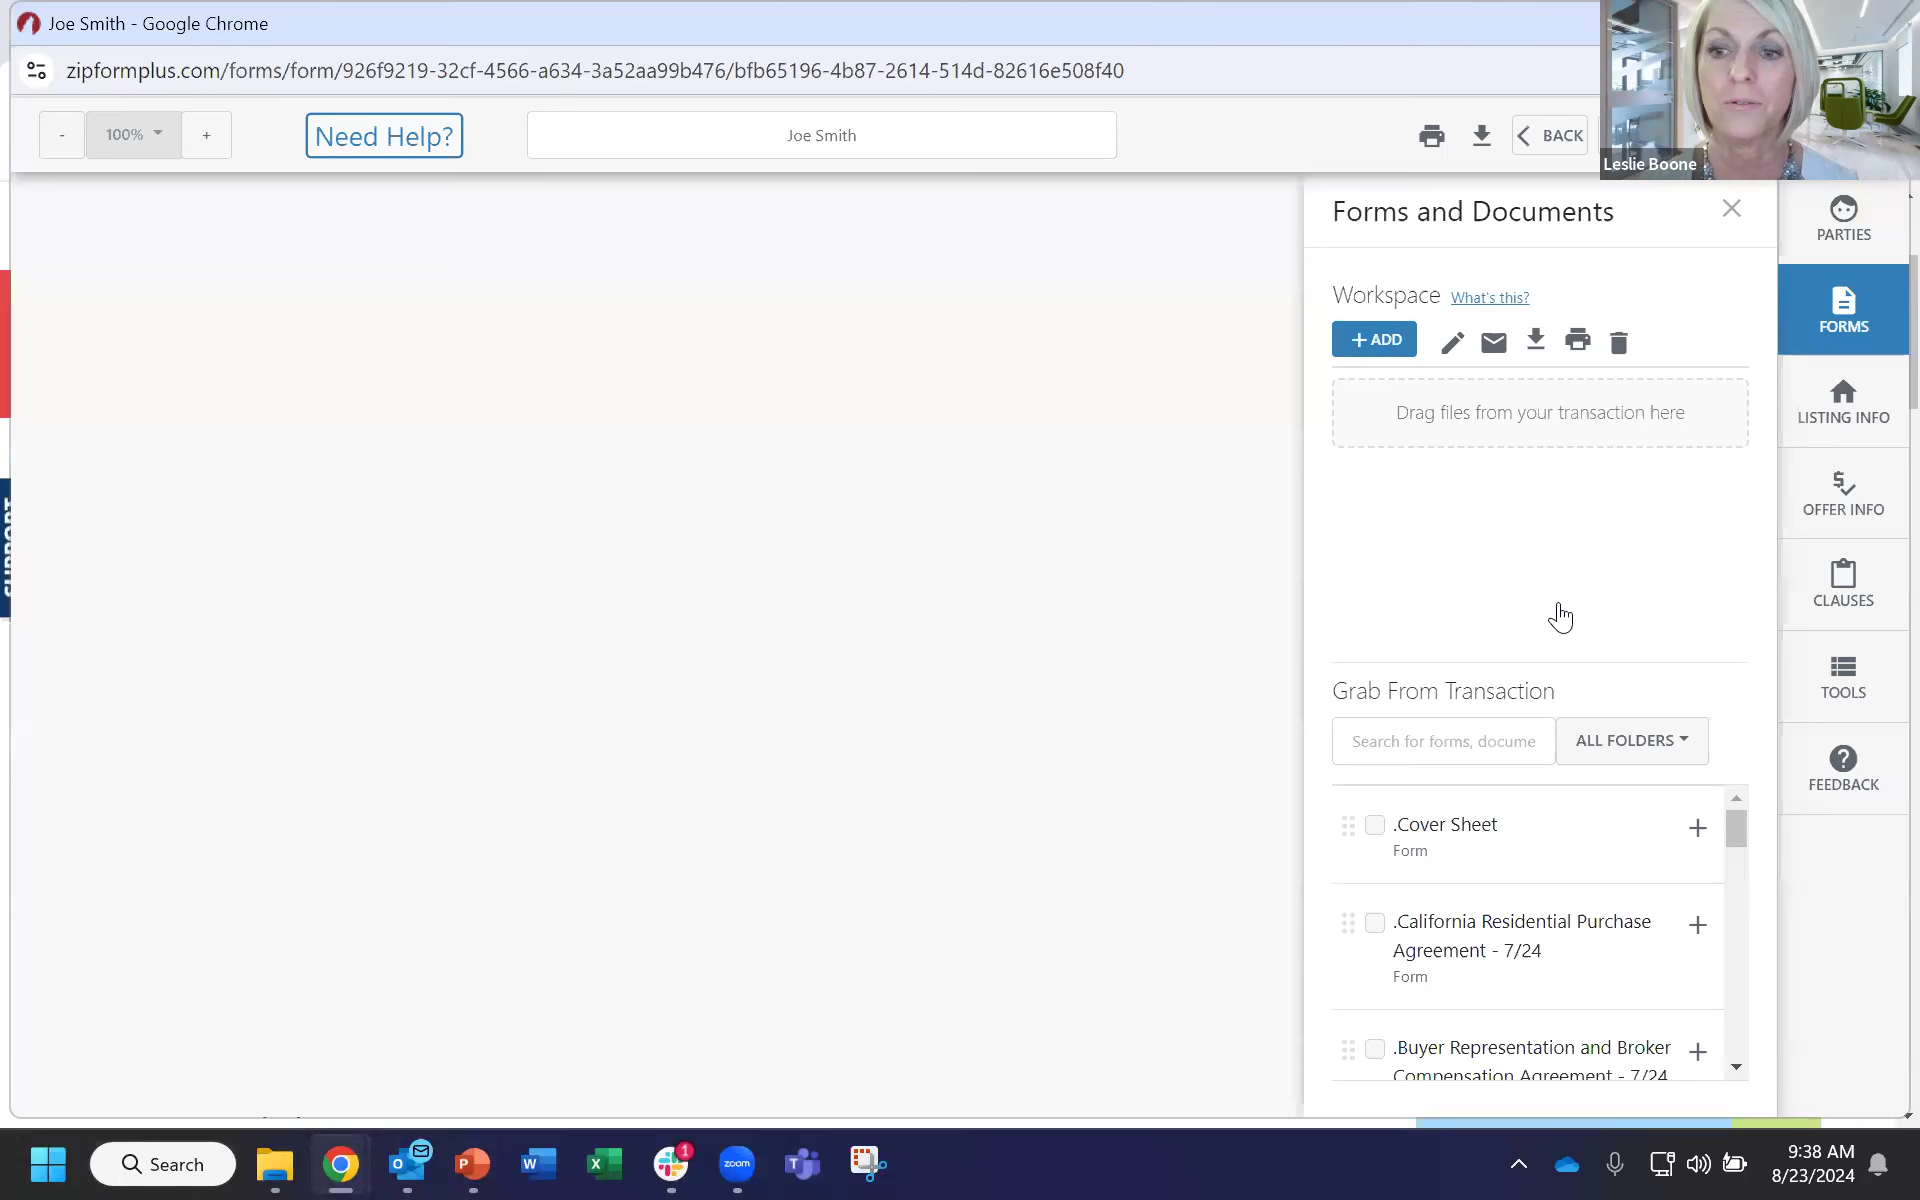 Joe Smith - Google Chrome
zipformplus.com/forms/form/926f9219-32cf-4566-a634-3a52aa99b476/bfb65196-4b87-2614-514d-82616e508f40
- 100% +
Need Help?
Joe Smith
BACK
Leslie Boone
Forms and Documents
Workspace What's this?
+ ADD
Drag files from your transaction here
Grab From Transaction
Search for forms, docume
ALL FOLDERS
.Cover Sheet
Form
.California Residential Purchase
Agreement - 7/24
Form
.Buyer Representation and Broker
Compensation Agreement - 7/24
PARTIES
FORMS
LISTING INFO
OFFER INFO
CLAUSES
TOOLS
FEEDBACK
SUPPORT
Search
1
zoom
9:38 AM
8/23/2024